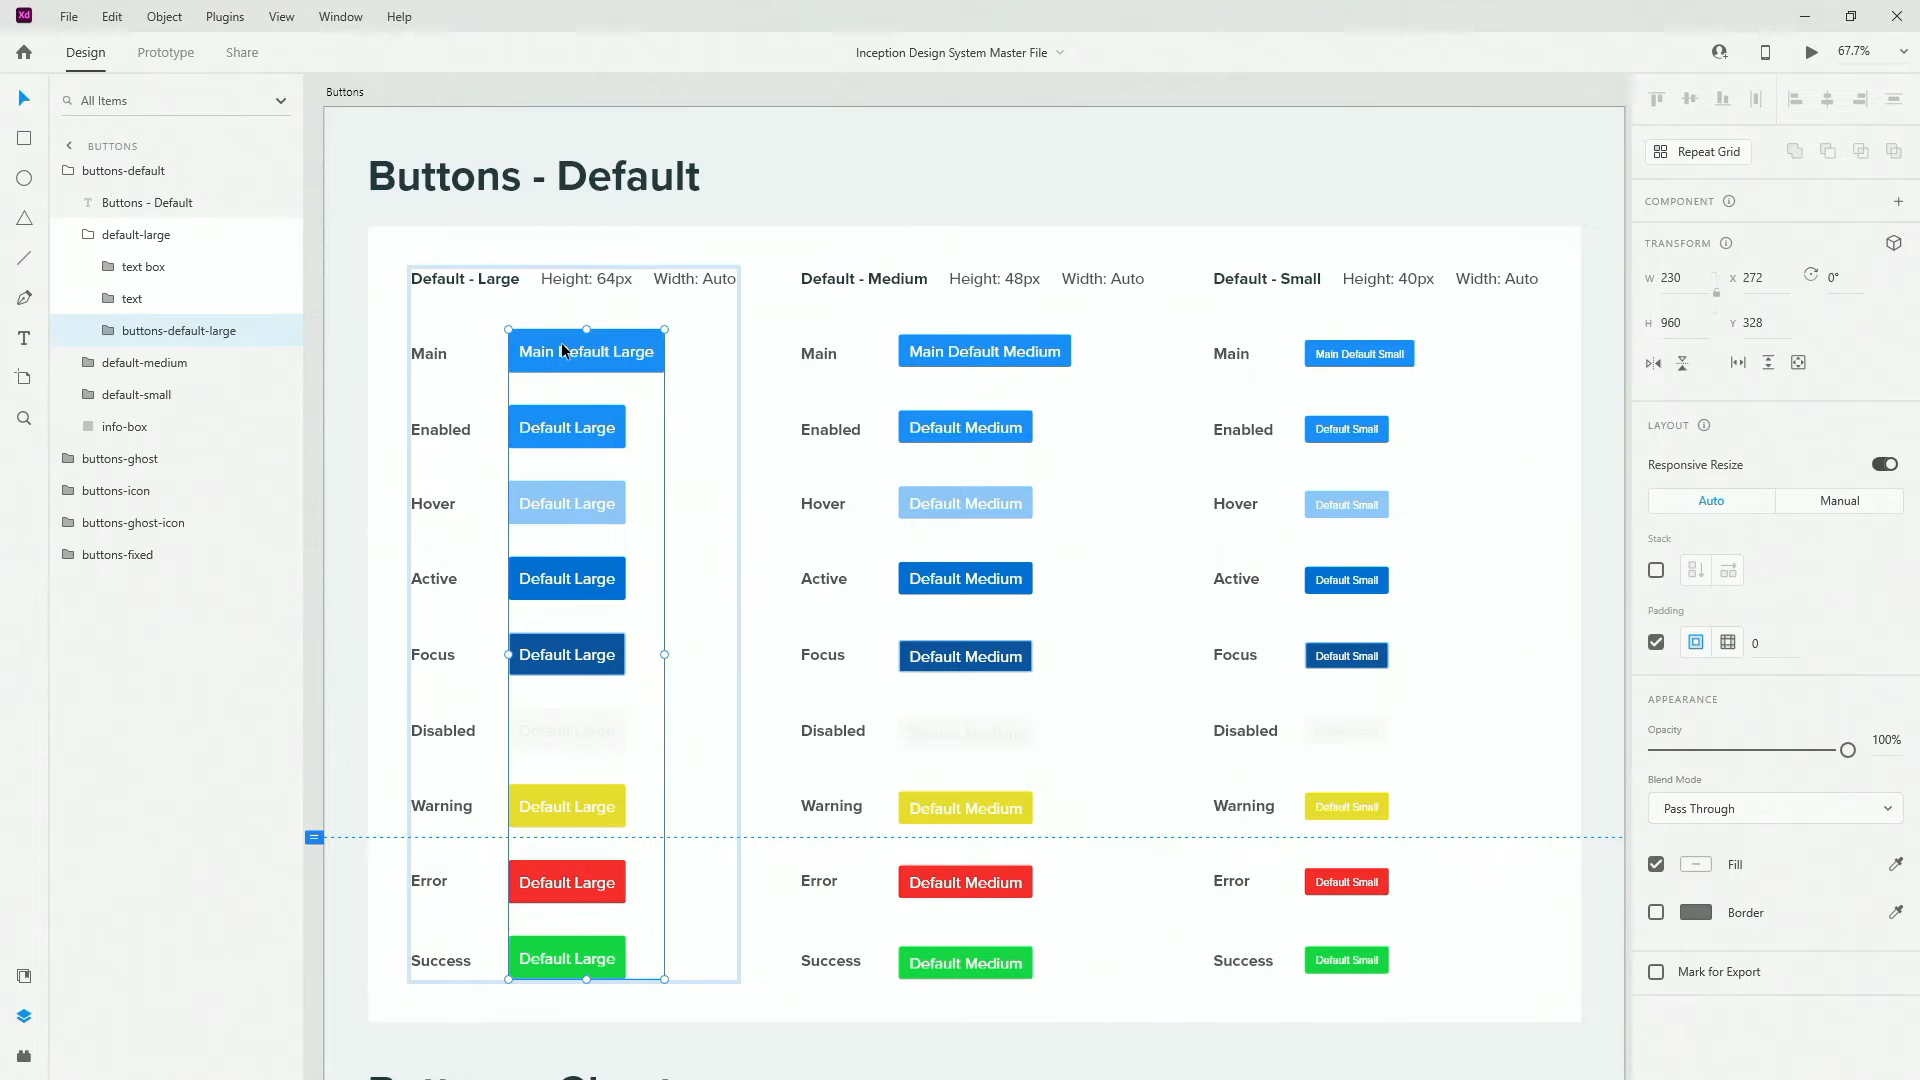 Xd File Edit Object Plugins View Window Help
Design Prototype Share Inception Design System Master File 67.7%
All Items
BUTTONS
buttons-default
T Buttons - Default
default-large
text box
text
buttons-default-large
default-medium
default-small
info-box
buttons-ghost
buttons-icon
buttons-ghost-icon
buttons-fixed
Buttons
Buttons - Default
Default - Large Height: 64px Width: Auto
Main Main Default Large
Enabled Default Large
Hover Default Large
Active Default Large
Focus Default Large
Disabled Default Large
Warning Default Large
Error Default Large
Success Default Large
Default - Medium Height: 48px Width: Auto
Main Main Default Medium
Enabled Default Medium
Hover Default Medium
Active Default Medium
Focus Default Medium
Disabled Default Medium
Warning Default Medium
Error Default Medium
Success Default Medium
Default - Small Height: 40px Width: Auto
Main Main Default Small
Enabled Default Small
Hover Default Small
Active Default Small
Focus Default Small
Disabled
Warning Default Small
Error Default Small
Success Default Small
Repeat Grid
COMPONENT
TRANSFORM
W 230 X 272 0°
H 960 Y 328
LAYOUT
Responsive Resize
Auto Manual
Stack
Padding
0
APPEARANCE
Opacity
100%
Blend Mode
Pass Through
Fill
Border
Mark for Export